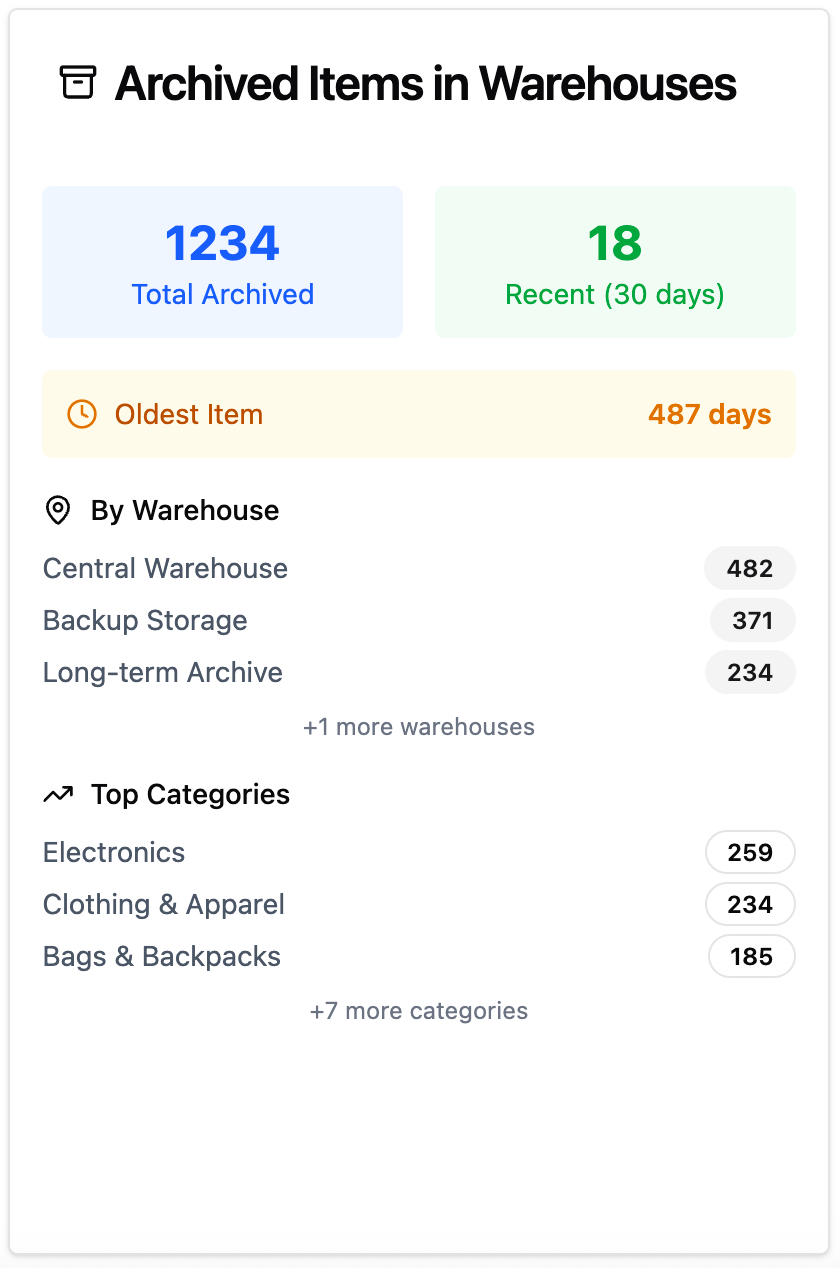 Archived Items in Warehouses
1234
Total Archived
18
Recent (30 days)
Oldest Item 487 days
By Warehouse
Central Warehouse 482
Backup Storage 371
Long-term Archive 234
+1 more warehouses
Top Categories
Electronics 259
Clothing & Apparel 234
Bags & Backpacks 185
+7 more categories